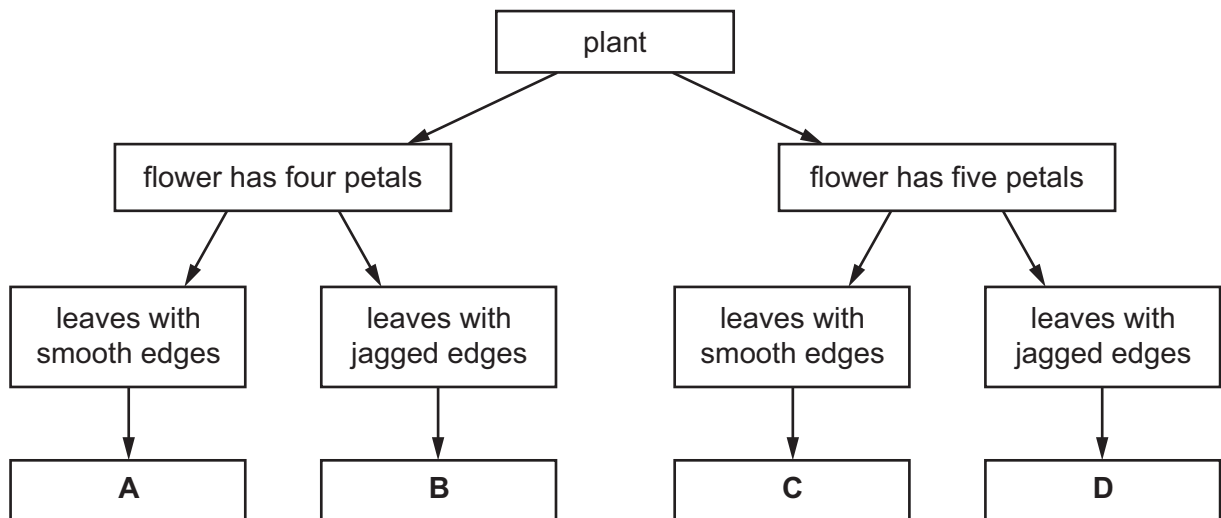 plant
flower has four petals
flower has five petals
leaves with
smooth edges
leaves with
jagged edges
leaves with
smooth edges
leaves with
jagged edges
A
B
C
D